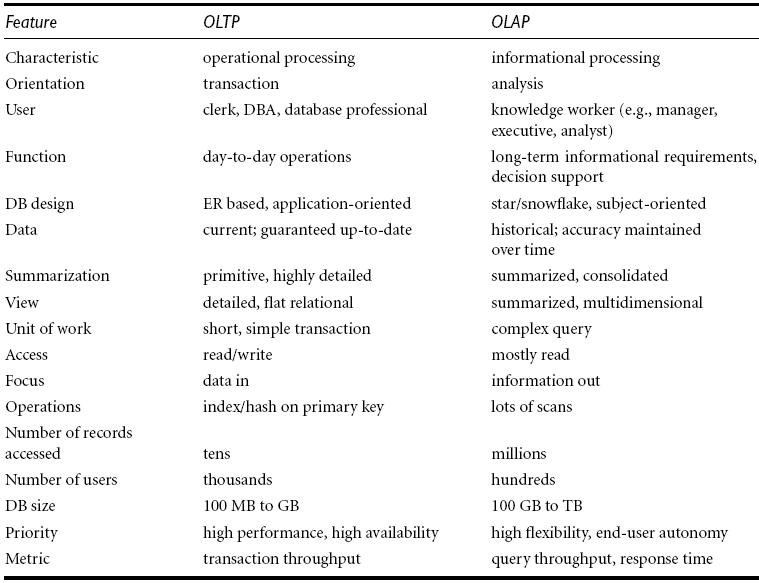 Feature OLTP OLAP
Characteristic operational processing informational processing
Orientation transaction analysis
User clerk, DBA, database professional knowledge worker (e.g., manager,
executive, analyst)
Function day-to-day operations long-term informational requirements,
decision support
DB design ER based, application-oriented star/snowflake, subject-oriented
Data current; guaranteed up-to-date historical; accuracy maintained
over time
Summarization primitive, highly detailed summarized, consolidated
View detailed, flat relational summarized, multidimensional
Unit of work short, simple transaction complex query
Access read/write mostly read
Focus data in information out
Operations index/hash on primary key lots of scans
Number of records
accessed tens millions
Number of users thousands hundreds
DB size 100 MB to GB 100 GB to TB
Priority high performance, high availability high flexibility, end-user autonomy
Metric transaction throughput query throughput, response time